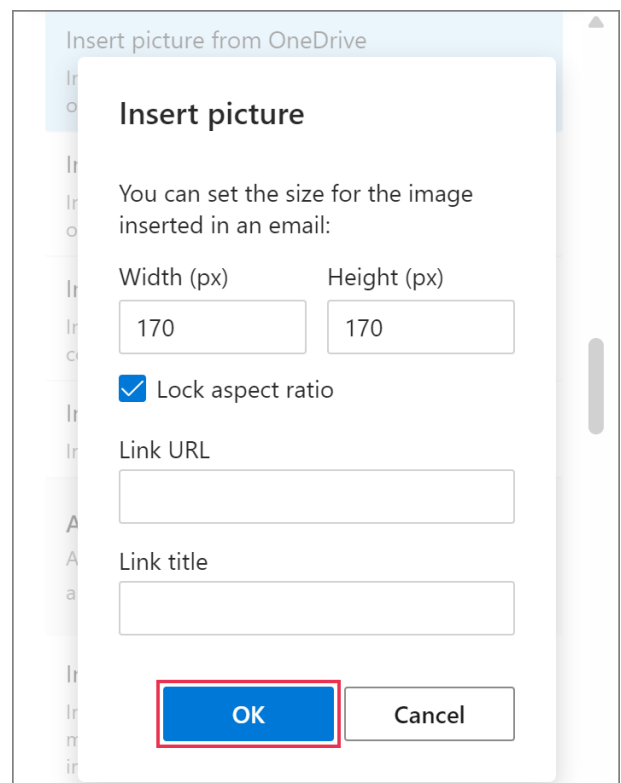 Insert picture from OneDrive
Insert picture
You can set the size for the image
inserted in an email:
Width (px) Height (px)
170 170
Lock aspect ratio
Link URL
Link title
OK Cancel